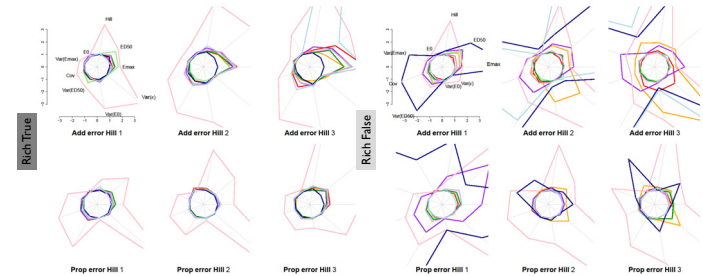 Rich True
Hill
ED50
E0
Var(Emax)
Emax
Cov
Var(ED50)
Var(ε)
Var(E0)
Add error Hill 1
Add error Hill 2
Add error Hill 3
Prop error Hill 1
Prop error Hill 2
Prop error Hill 3
Rich False
Hill
ED50
E0
Var(Emax)
Emax
Cov
Var(ε)
Var(E0)
Var(ED50)
Add error Hill 1
Add error Hill 2
Add error Hill 3
Prop error Hill 1
Prop error Hill 2
Prop error Hill 3